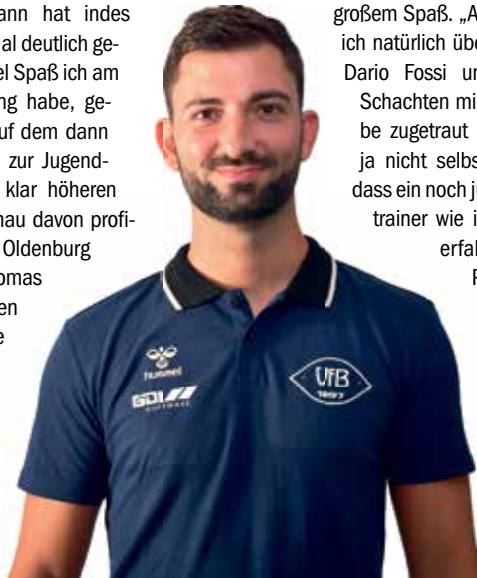 ann hat indes
al deutlich ge-
el Spaß ich am
ng habe, ge-
uf dem dann
zur Jugend-
klar höheren
nau davon profi-
Oldenburg
omas
en
e
großem Spaß. „A
ich natürlich übe
Dario Fossi un
Schachten mi
be zugetraut
ja nicht selbs
dass ein noch ju
trainer wie i
erfal
hummel
GDI
SOFTWARE
VfB
1897